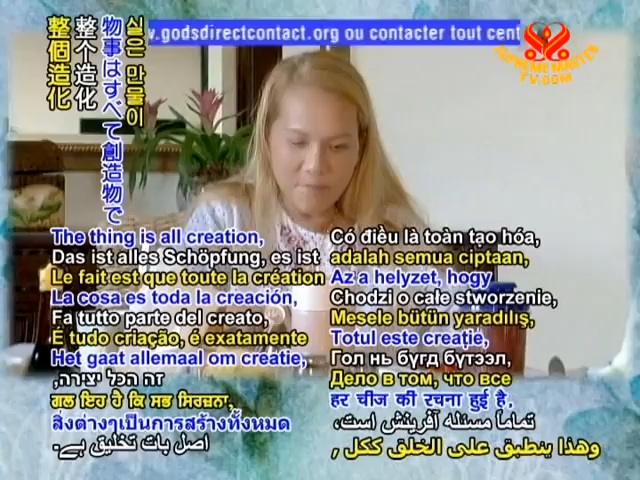 w.godsdirectcontact.org ou contacter tout cent
SUPREME MASTER
TV.COM
整個造化
整个造化
物事はすべて創造物で
실은 만물이
The thing is all creation,
Das ist alles Schöpfung, es ist
Le fait est que toute la création
La cosa es toda la creación,
Fa tutto parte del creato,
É tudo criação, é exatamente
Het gaat allemaal om creatie,
זה הכל יצירה,
ਗਲ ਇਹ ਹੈ ਕਿ ਸਭ ਸਿਰਜ਼ਨਾ,
สิ่งต่างๆเป็นการสร้างทั้งหมด
اصل بات تخلیق ہے۔
Có điều là toàn tạo hóa,
adalah semua ciptaan,
Az a helyzet, hogy
Chodzi o całe stworzenie,
Mesele bütün yaradılış,
Totul este creaţie,
Гол нь бүгд бүтээл,
Дело в том, что все
हर चीज की रचना हुई है,
تماماً مسئله آفرینش است،
وهذا ينطبق على الخلق ككل ,